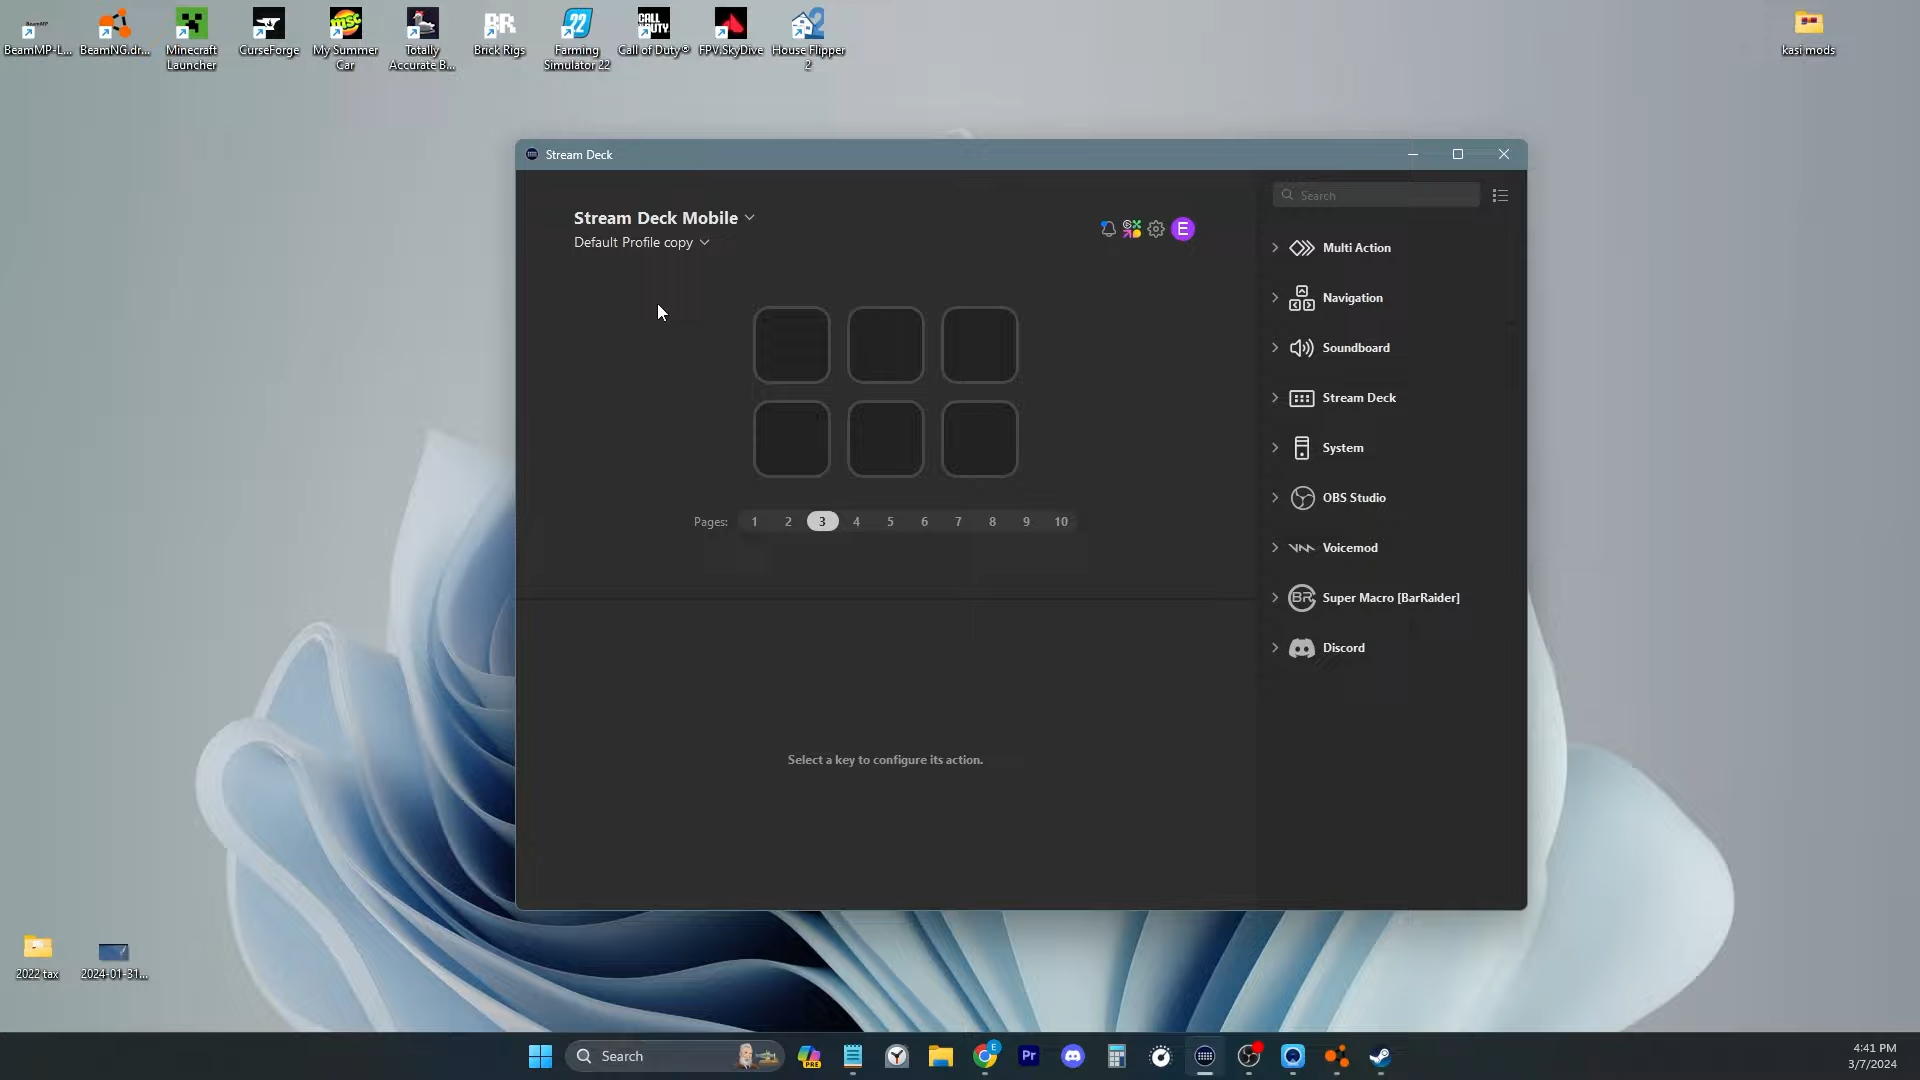 BeamMP-L...
BeamNG.dr...
Minecraft
Launcher
CurseForge
My Summer
Car
Totally
Accurate B...
Brick Rigs
Farming
Simulator 22
Call of Duty®
FPV.SkyDive
House Flipper
2
kasi mods
Stream Deck
Stream Deck Mobile
Default Profile copy
E
Search
Multi Action
Navigation
Soundboard
Stream Deck
System
OBS Studio
Voicemod
Super Macro [BarRaider]
Discord
Pages: 1 2 3 4 5 6 7 8 9 10
Select a key to configure its action.
2022 tax
2024-01-31...
Search
4:41 PM
3/7/2024